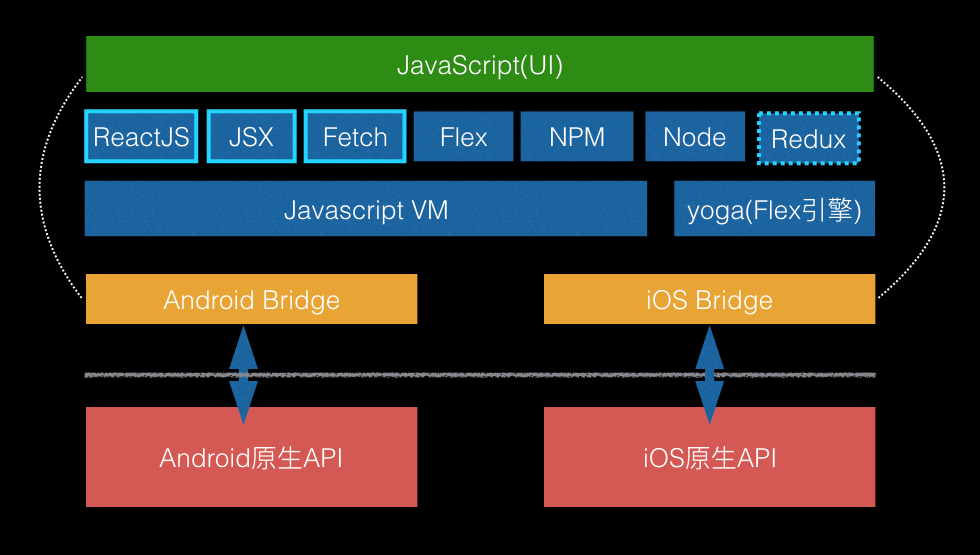 JavaScript(UI)
ReactJS
JSX
Fetch
Flex
NPM
Node
Redux
Javascript VM
yoga(Flex引擎)
Android Bridge
iOS Bridge
Android原生API
iOS原生API